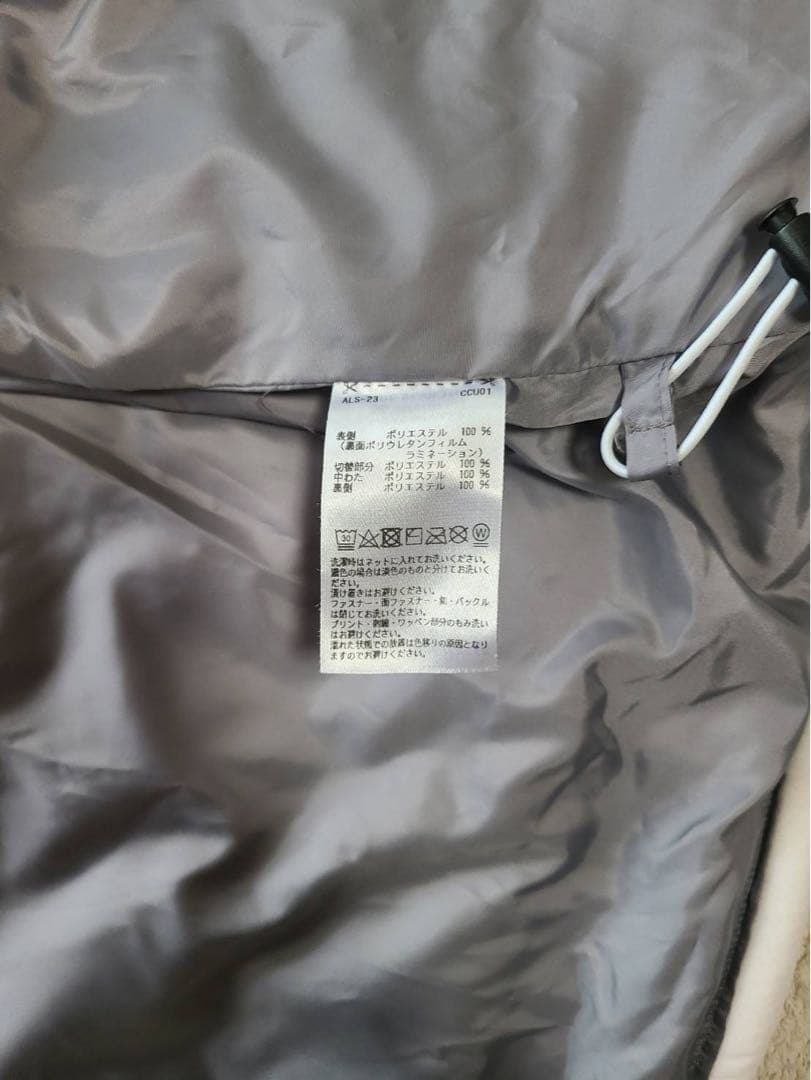 ALS-23 CCU01
表側 ポリエステル 100 %
(裏面ポリウレタンフィルム
ラミネーション)
切替部分 ポリエステル 100 %
中わた ポリエステル 100 %
裏側 ポリエステル 100 %
30 W
洗濯時はネットに入れてお洗いください。
濃色の場合は淡色のものと分けてお洗いくだ
さい。
漬け置きはお避けください。
ファスナー・面ファスナー・釦・バックル
は閉じてお洗いください。
プリント・刺繍・ワッペン部分のもみ洗い
はお避けください。
濡れた状態での放置は色移りの原因となり
ますのでお避けください。